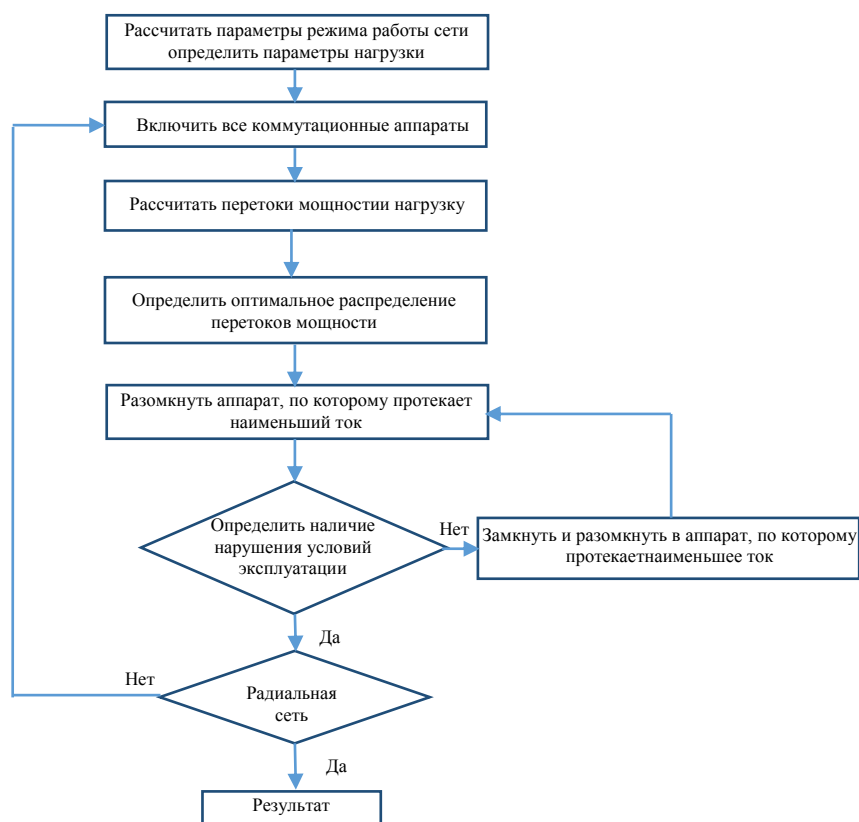 Рассчитать параметры режима работы сети
определить параметры нагрузки
Включить все коммутационные аппараты
Рассчитать перетоки мощностии нагрузку
Определить оптимальное распределение
перетоков мощности
Разомкнуть аппарат, по которому протекает
наименьший ток
Определить наличие
нарушения условий
эксплуатации
Нет
Замкнуть и разомкнуть в аппарат, по которому
протекаетнаименьшее ток
Да
Нет
Радиальная
сеть
Да
Результат